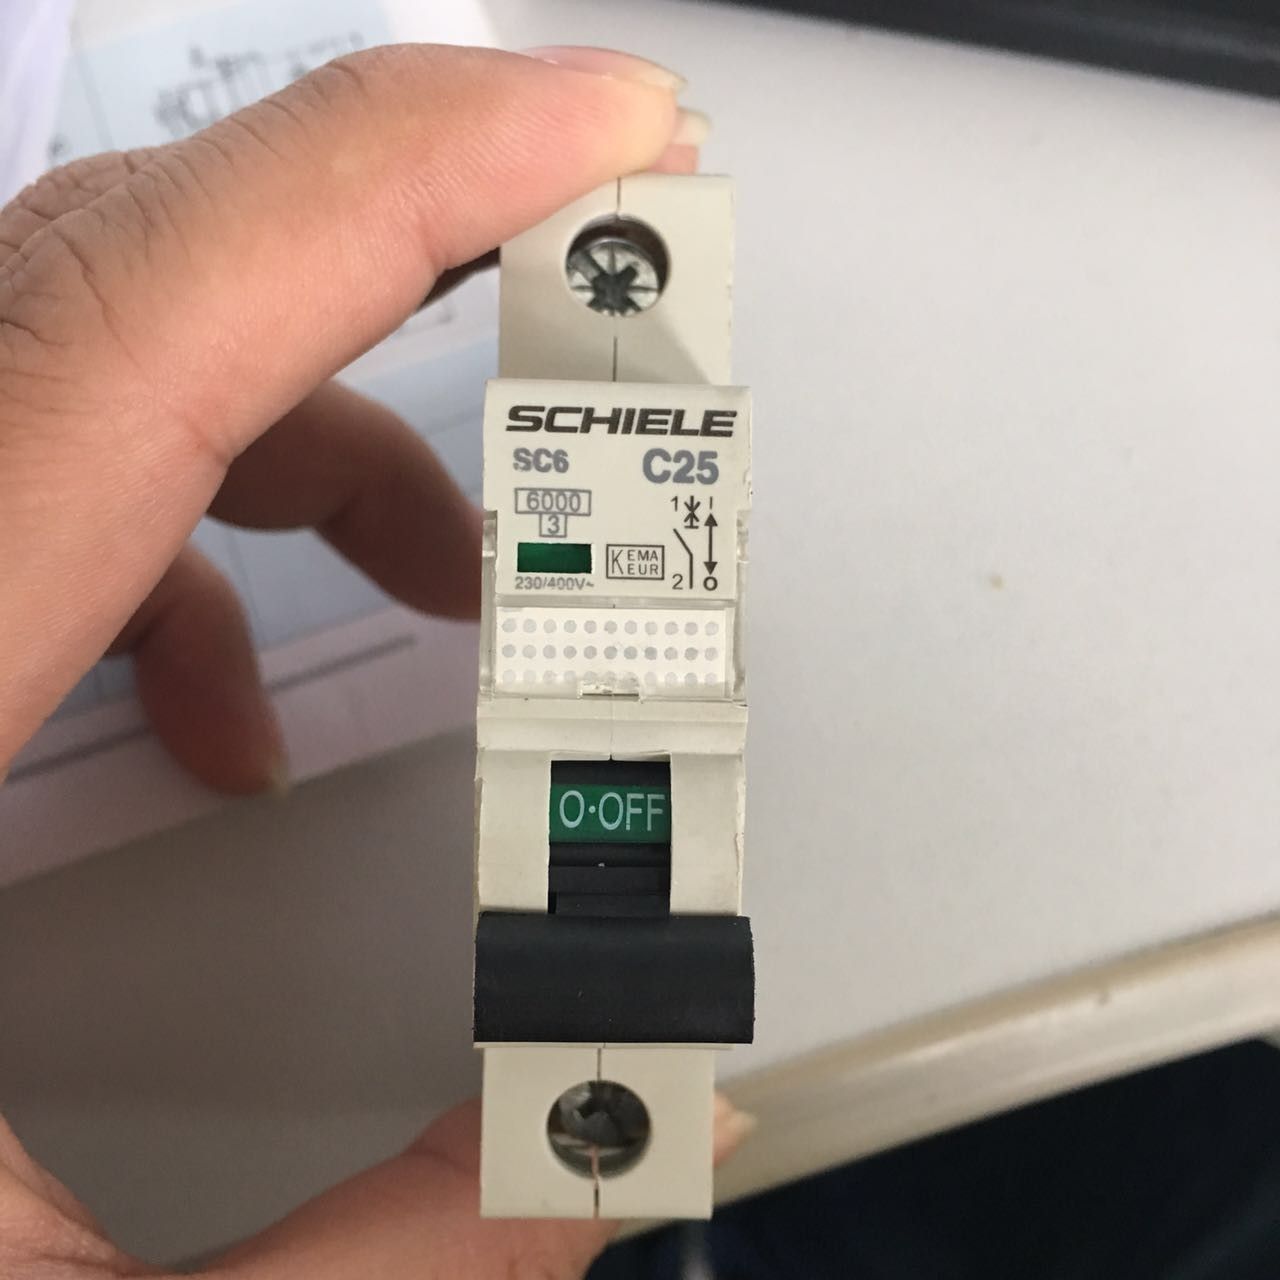 SCHIELE
SC6 C25
6000
3
1 I
KEMA
KEUR
230/400V~
2 O
O·OFF